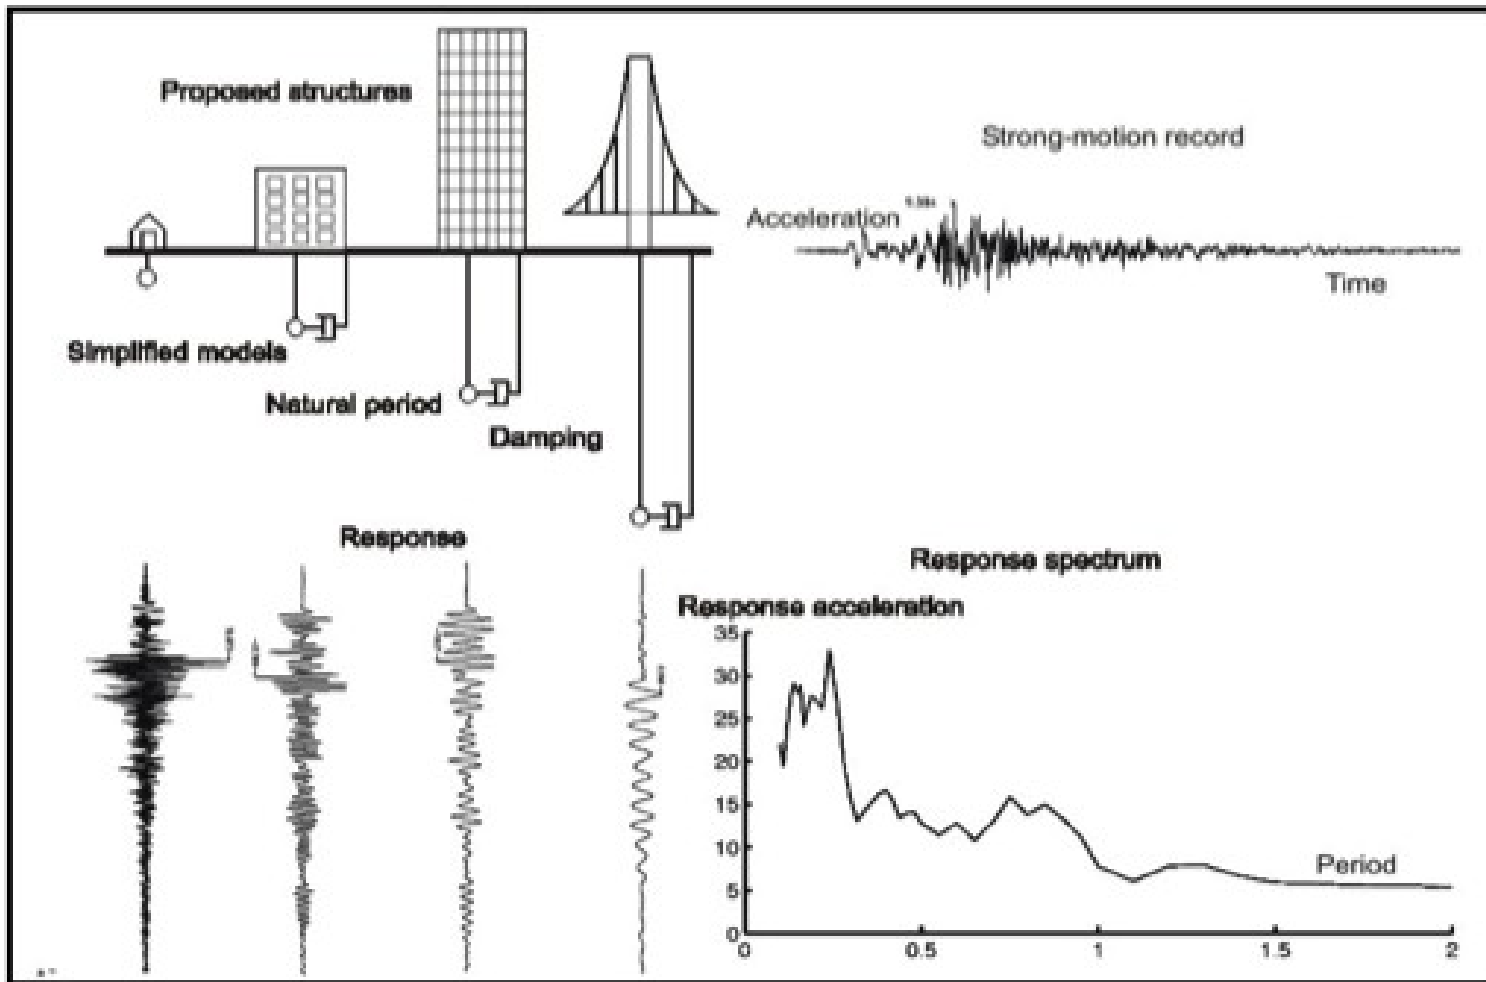 Proposed structures
Strong-motion record
Acceleration
Time
Simplified models
Natural period
Damping
Response
Response spectrum
Response acceleration
35
30
25
20
15
10
5
0
Period
0
0.5
1
1.5
2